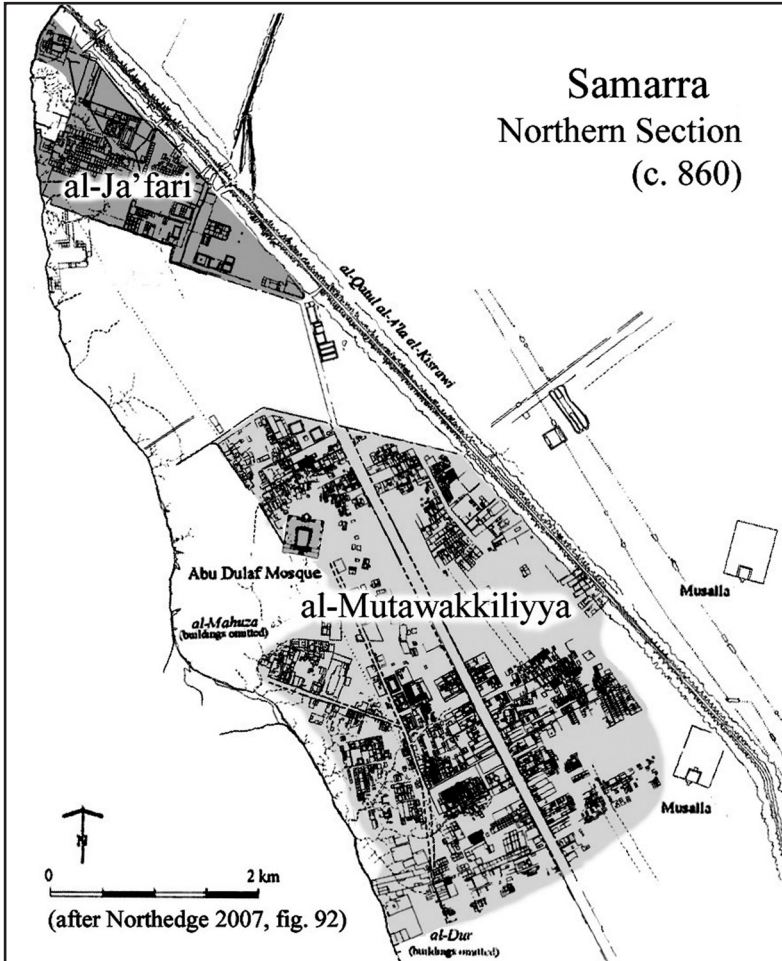 Samarra
Northern Section
(c. 860)
al-Ja'fari
al-Qatul al-A'la al-Kisrawi
Abu Dulaf Mosque
Musalla
al-Mutawakkiliyya
al-Mahuza
(buildings omitted)
Musalla
N
0 2 km
(after Northedge 2007, fig. 92)
al-Dur
(buildings omitted)